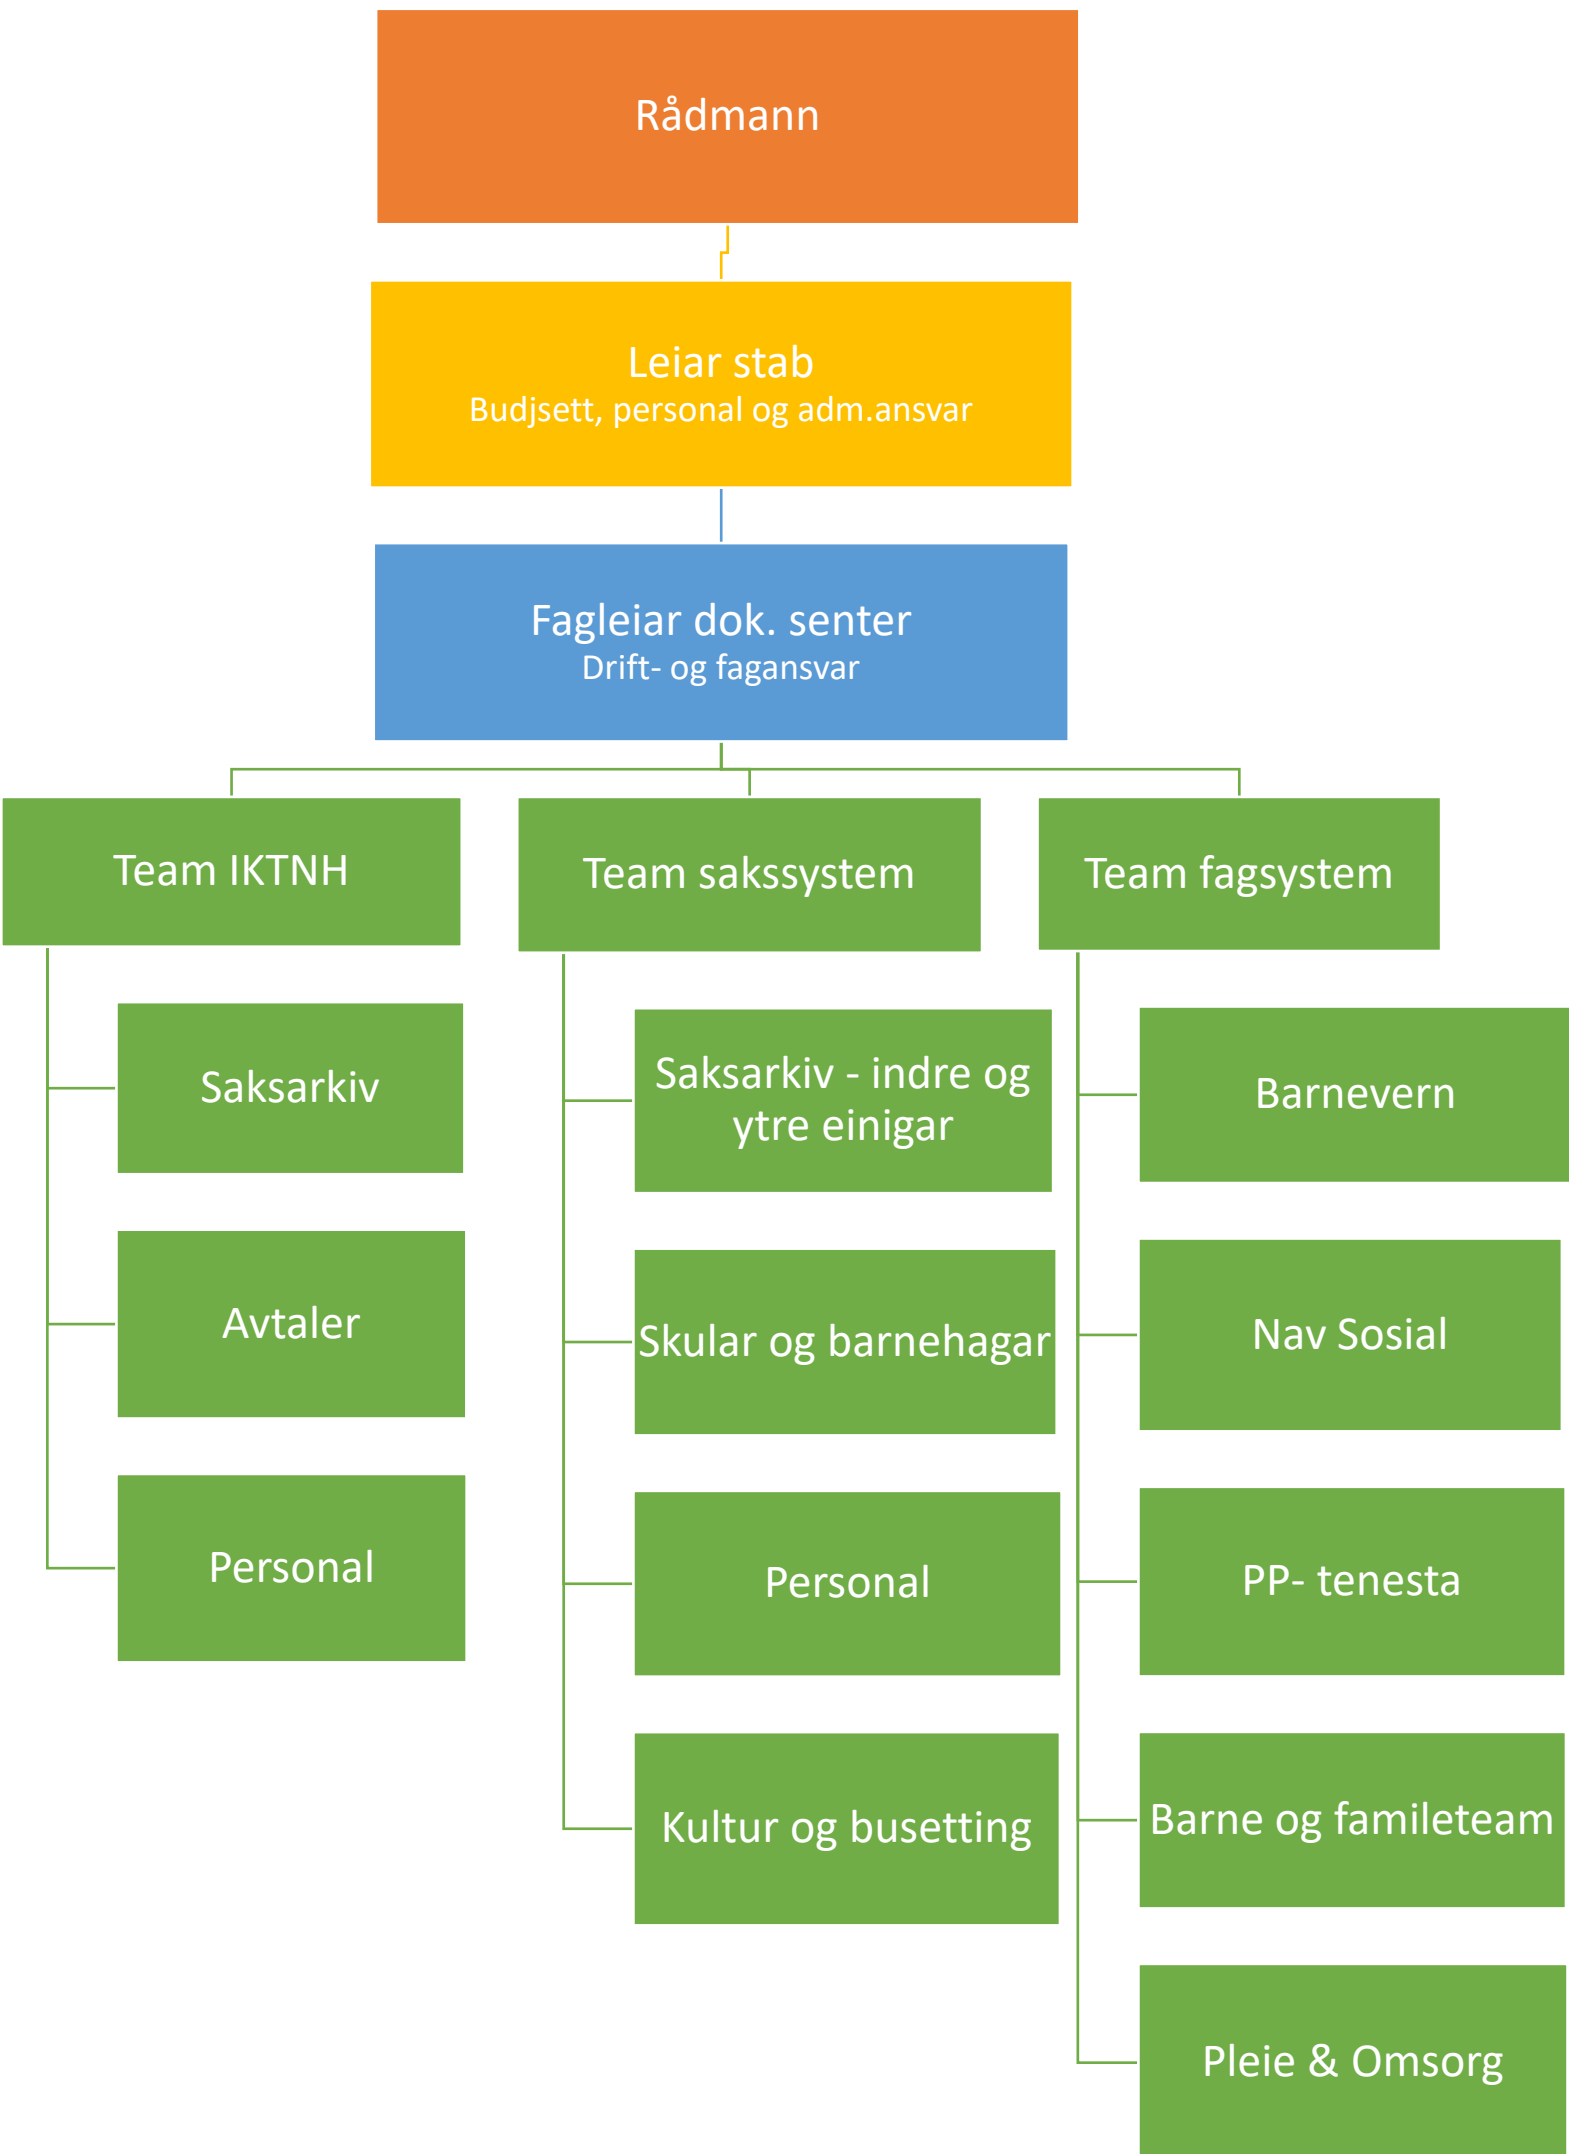 Rådmann
Leiar stab
Budjsett, personal og adm.ansvar
Fagleiar dok. senter
Drift- og fagansvar
Team IKTNH
Saksarkiv
Avtaler
Personal
Team sakssystem
Saksarkiv - indre og
ytre einigar
Skular og barnehagar
Personal
Kultur og busetting
Team fagsystem
Barnevern
Nav Sosial
PP- tenesta
Barne og famileteam
Pleie & Omsorg